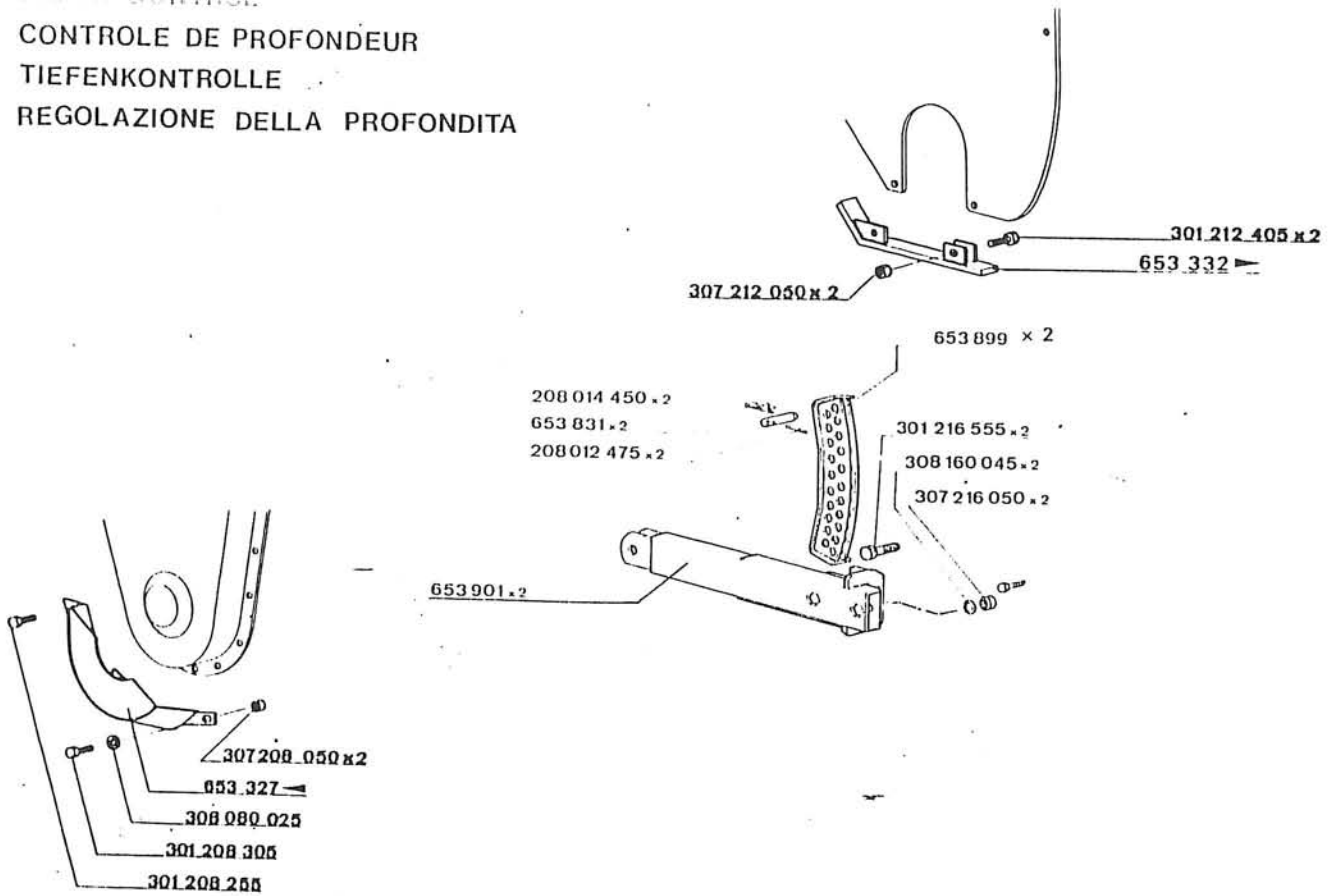 CONTROLE DE PROFONDEUR
TIEFENKONTROLLE
REGOLAZIONE DELLA PROFONDITA
301 212 405 x 2
653 332
307 212 050 x 2
653 899 × 2
208 014 450 x 2
653 831 x 2
208 012 475 x 2
301 216 555 x 2
308 160 045 x 2
307 216 050 x 2
653 901 x 2
307 208 050 x 2
653 327
308 080 025
301 208 305
301 208 255